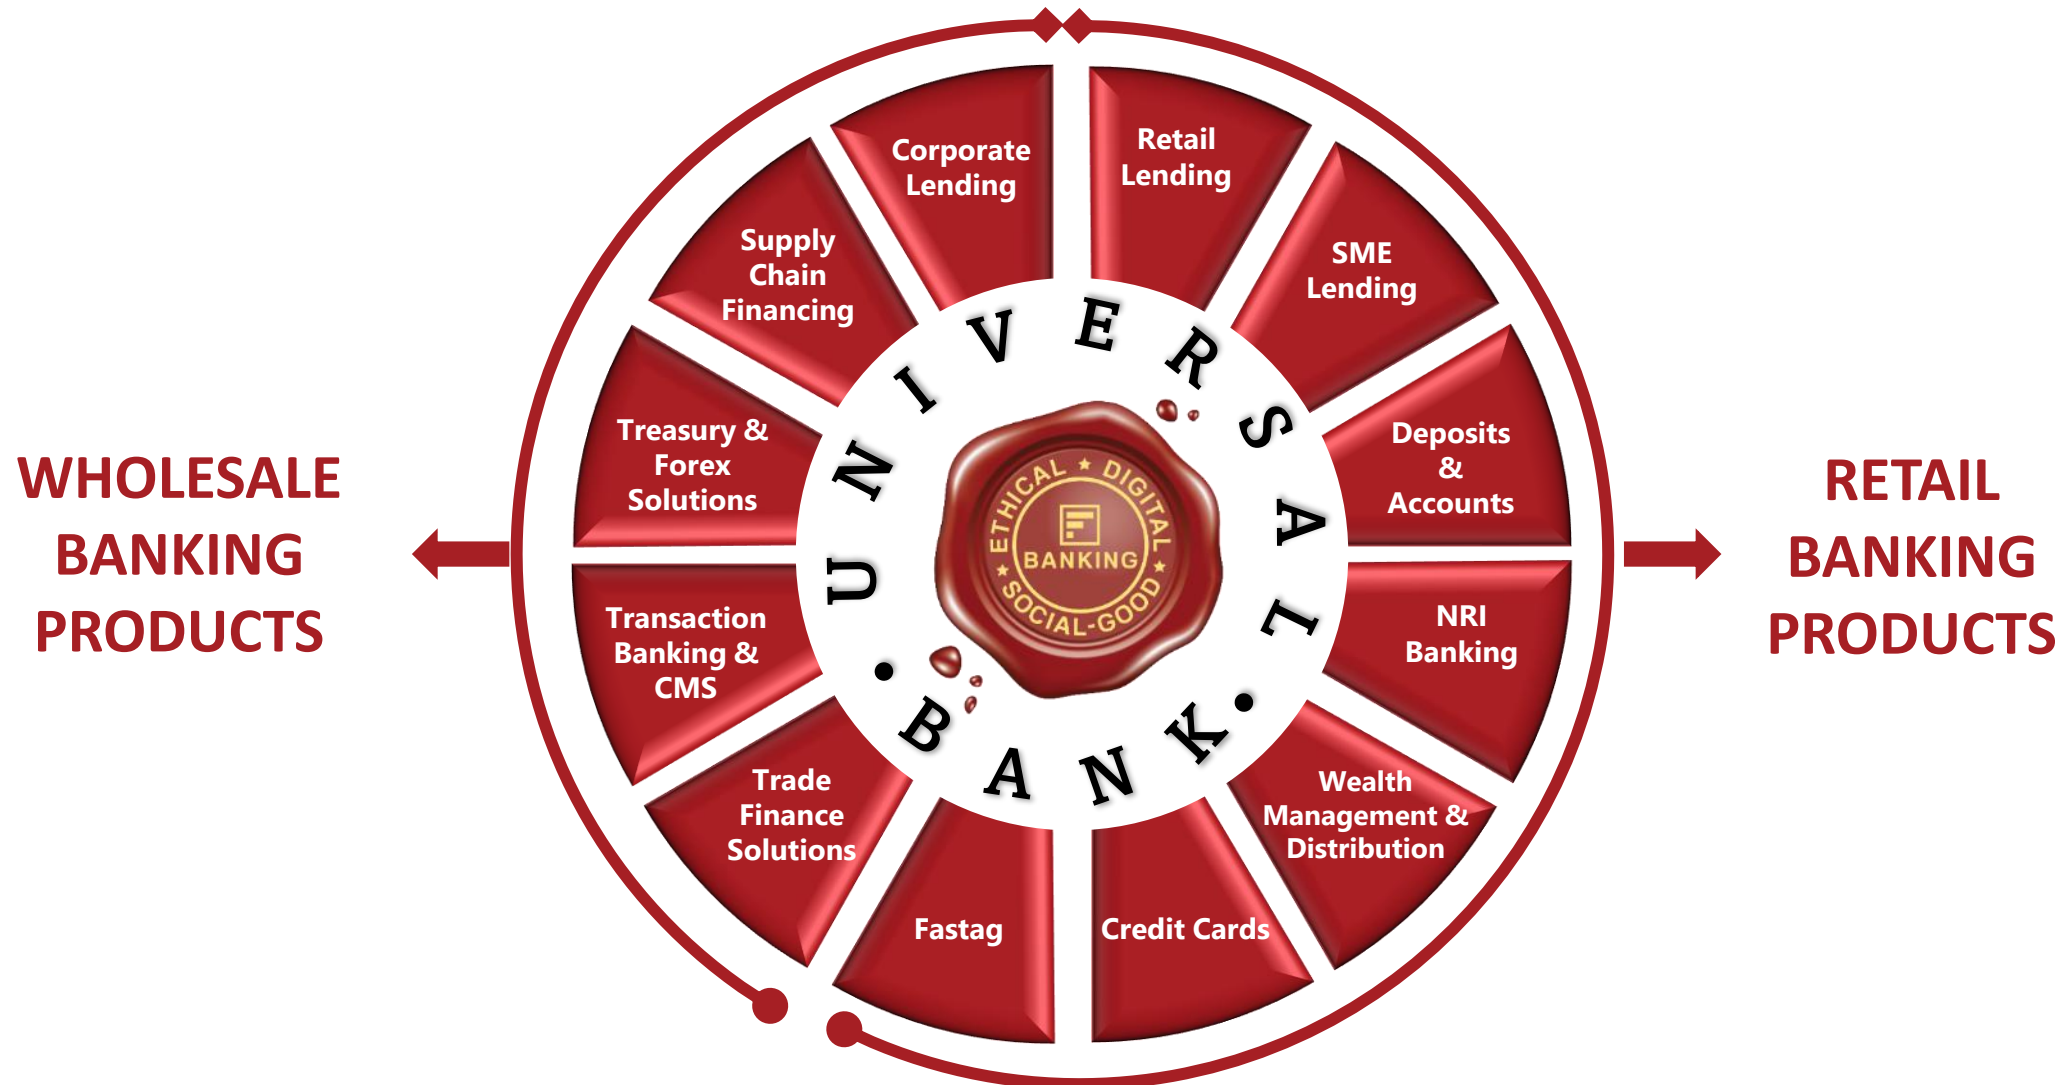 WHOLESALE
BANKING
PRODUCTS
Corporate
Lending
Supply
Chain
Financing
Treasury &
Forex
Solutions
Transaction
Banking &
CMS
Trade
Finance
Solutions
Retail
Lending
SME
Lending
Deposits
&
Accounts
NRI
Banking
Wealth
Management &
Distribution
Credit Cards
Fastag
UNIVERSAL
• BANK •
ETHICAL ★ DIGITAL
BANKING
★ SOCIAL-GOOD ★
RETAIL
BANKING
PRODUCTS